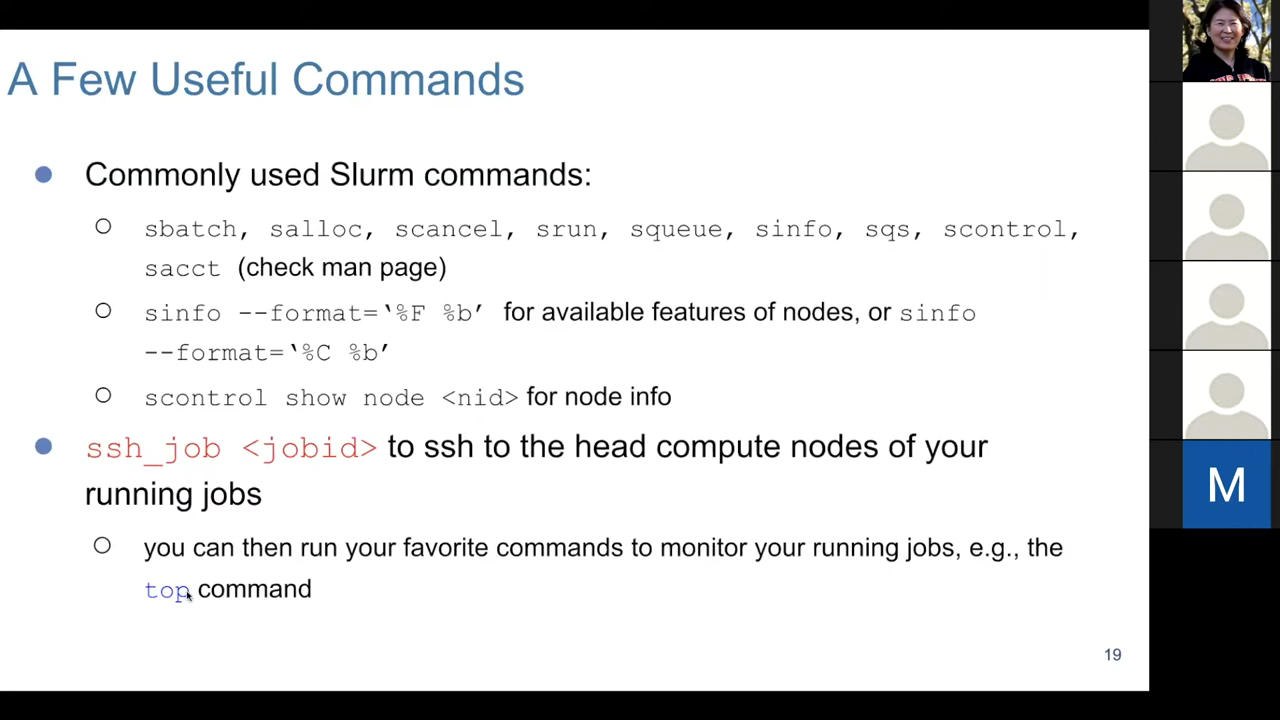 A Few Useful Commands
Commonly used Slurm commands:
sbatch, salloc, scancel, srun, squeue, sinfo, sqs, scontrol,
sacct (check man page)
sinfo --format=‘%F %b’ for available features of nodes, or sinfo
--format=‘%C %b’
scontrol show node <nid> for node info
ssh_job <jobid> to ssh to the head compute nodes of your
running jobs
you can then run your favorite commands to monitor your running jobs, e.g., the
top command
19
M